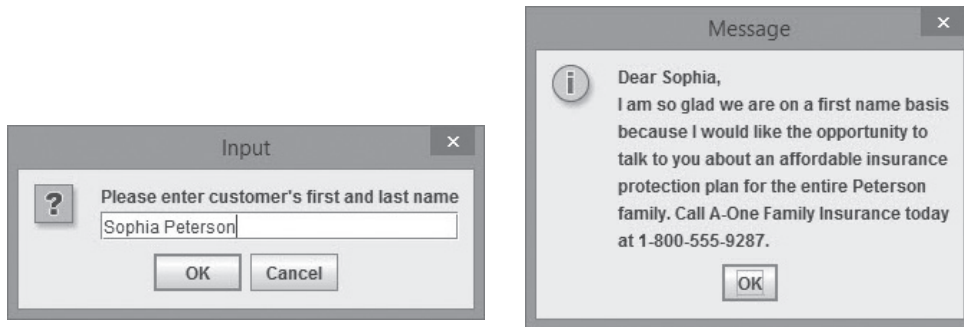 Input
×
?
Please enter customer's first and last name
Sophia Peterson
OK Cancel
Message
×
i
Dear Sophia,
I am so glad we are on a first name basis
because I would like the opportunity to
talk to you about an affordable insurance
protection plan for the entire Peterson
family. Call A-One Family Insurance today
at 1-800-555-9287.
OK